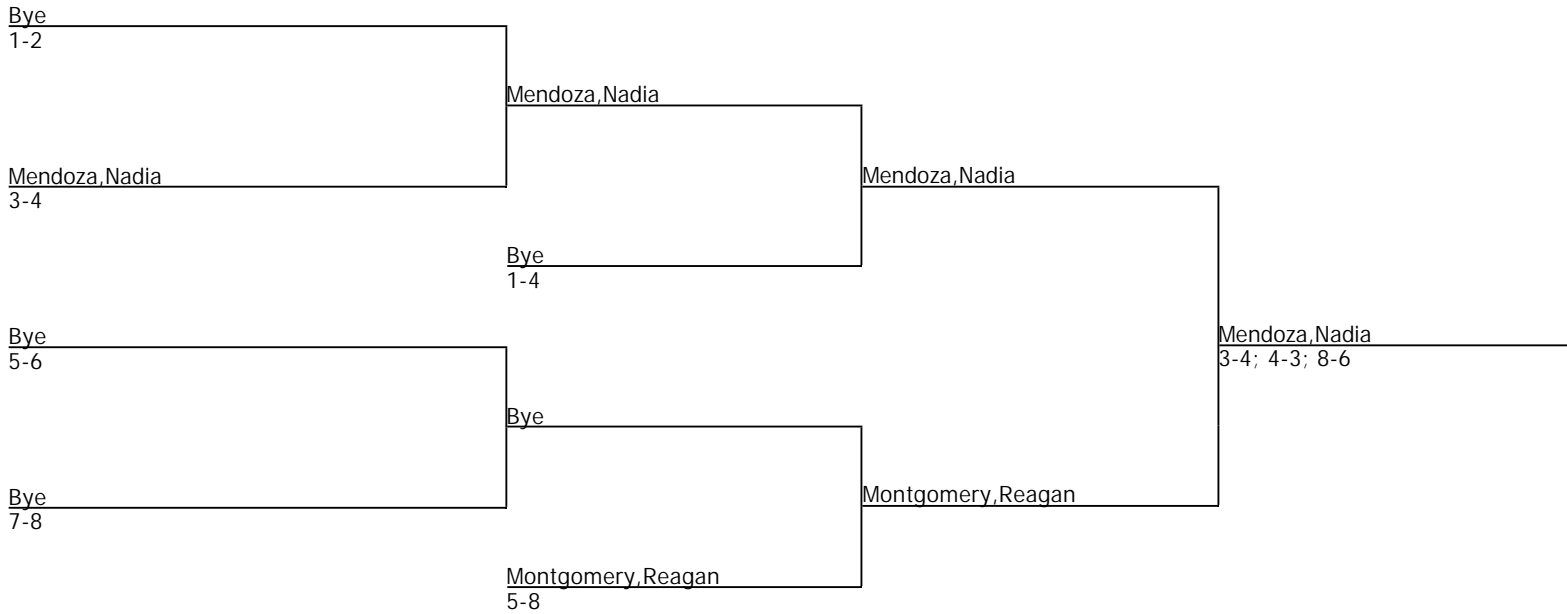 Bye
1-2
Mendoza,Nadia
Mendoza,Nadia
3-4
Mendoza,Nadia
Bye
1-4
Bye
5-6
Mendoza,Nadia
3-4; 4-3; 8-6
Bye
Bye
7-8
Montgomery,Reagan
Montgomery,Reagan
5-8